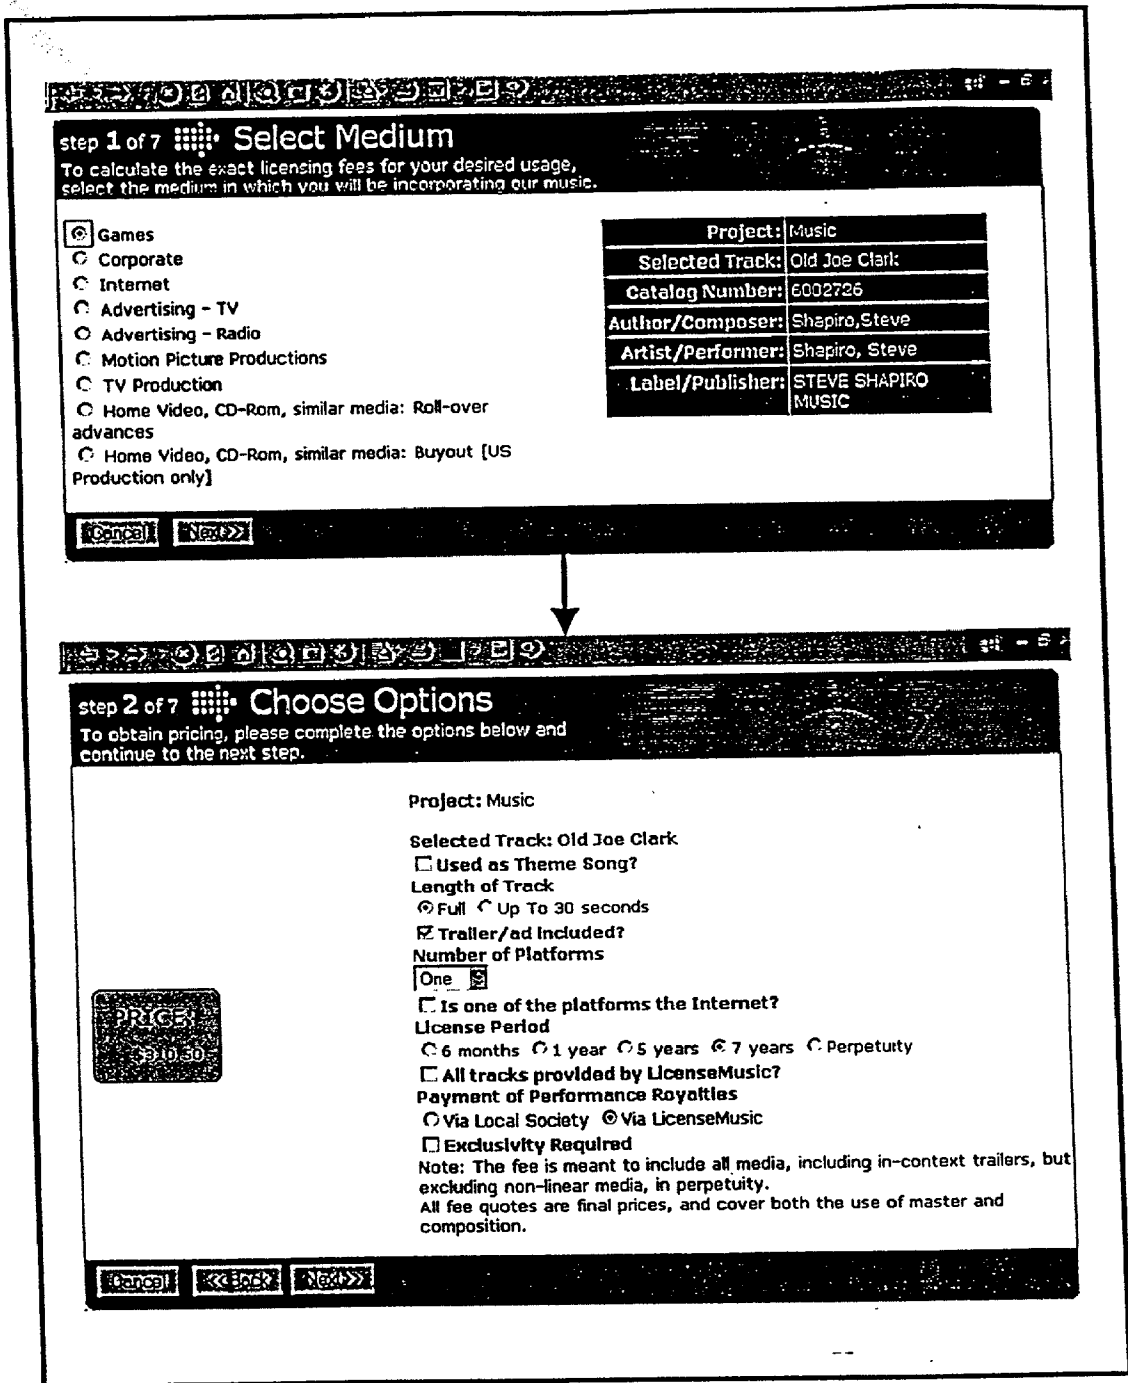 step 1 of 7 Select Medium
To calculate the exact licensing fees for your desired usage,
select the medium in which you will be incorporating our music.
Games
Corporate
Internet
Advertising - TV
Advertising - Radio
Motion Picture Productions
TV Production
Home Video, CD-Rom, similar media: Roll-over
advances
Home Video, CD-Rom, similar media: Buyout [US
Production only]
Project: Music
Selected Track: Old Joe Clark
Catalog Number: 6002726
Author/Composer: Shapiro,Steve
Artist/Performer: Shapiro, Steve
Label/Publisher: STEVE SHAPIRO
MUSIC
Cancel Next>>
step 2 of 7 Choose Options
To obtain pricing, please complete the options below and
continue to the next step.
Project: Music
Selected Track: Old Joe Clark
Used as Theme Song?
Length of Track
Full Up To 30 seconds
Trailer/ad included?
Number of Platforms
One
Is one of the platforms the Internet?
License Period
6 months 1 year 5 years 7 years Perpetuity
All tracks provided by LicenseMusic?
Payment of Performance Royalties
Via Local Society Via LicenseMusic
Exclusivity Required
Note: The fee is meant to include all media, including in-context trailers, but
excluding non-linear media, in perpetuity.
All fee quotes are final prices, and cover both the use of master and
composition.
PRICE:
Cancel <<Back Next>>